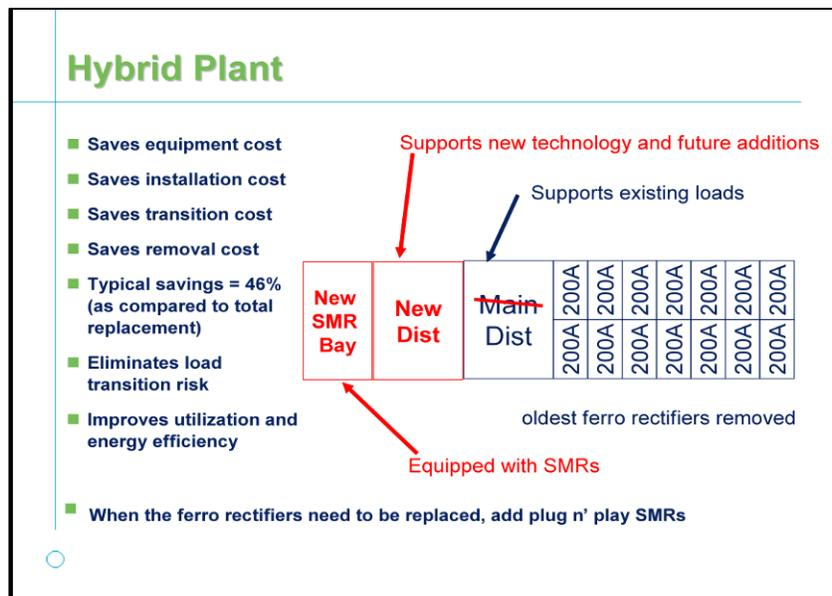 Hybrid Plant
Saves equipment cost
Saves installation cost
Saves transition cost
Saves removal cost
Typical savings = 46%
(as compared to total
replacement)
Eliminates load
transition risk
Improves utilization and
energy efficiency
Supports new technology and future additions
Supports existing loads
New
SMR
Bay
New
Dist
Main
Dist
200A 200A 200A 200A 200A 200A 200A
200A 200A 200A 200A 200A 200A 200A
oldest ferro rectifiers removed
Equipped with SMRs
When the ferro rectifiers need to be replaced, add plug n’ play SMRs